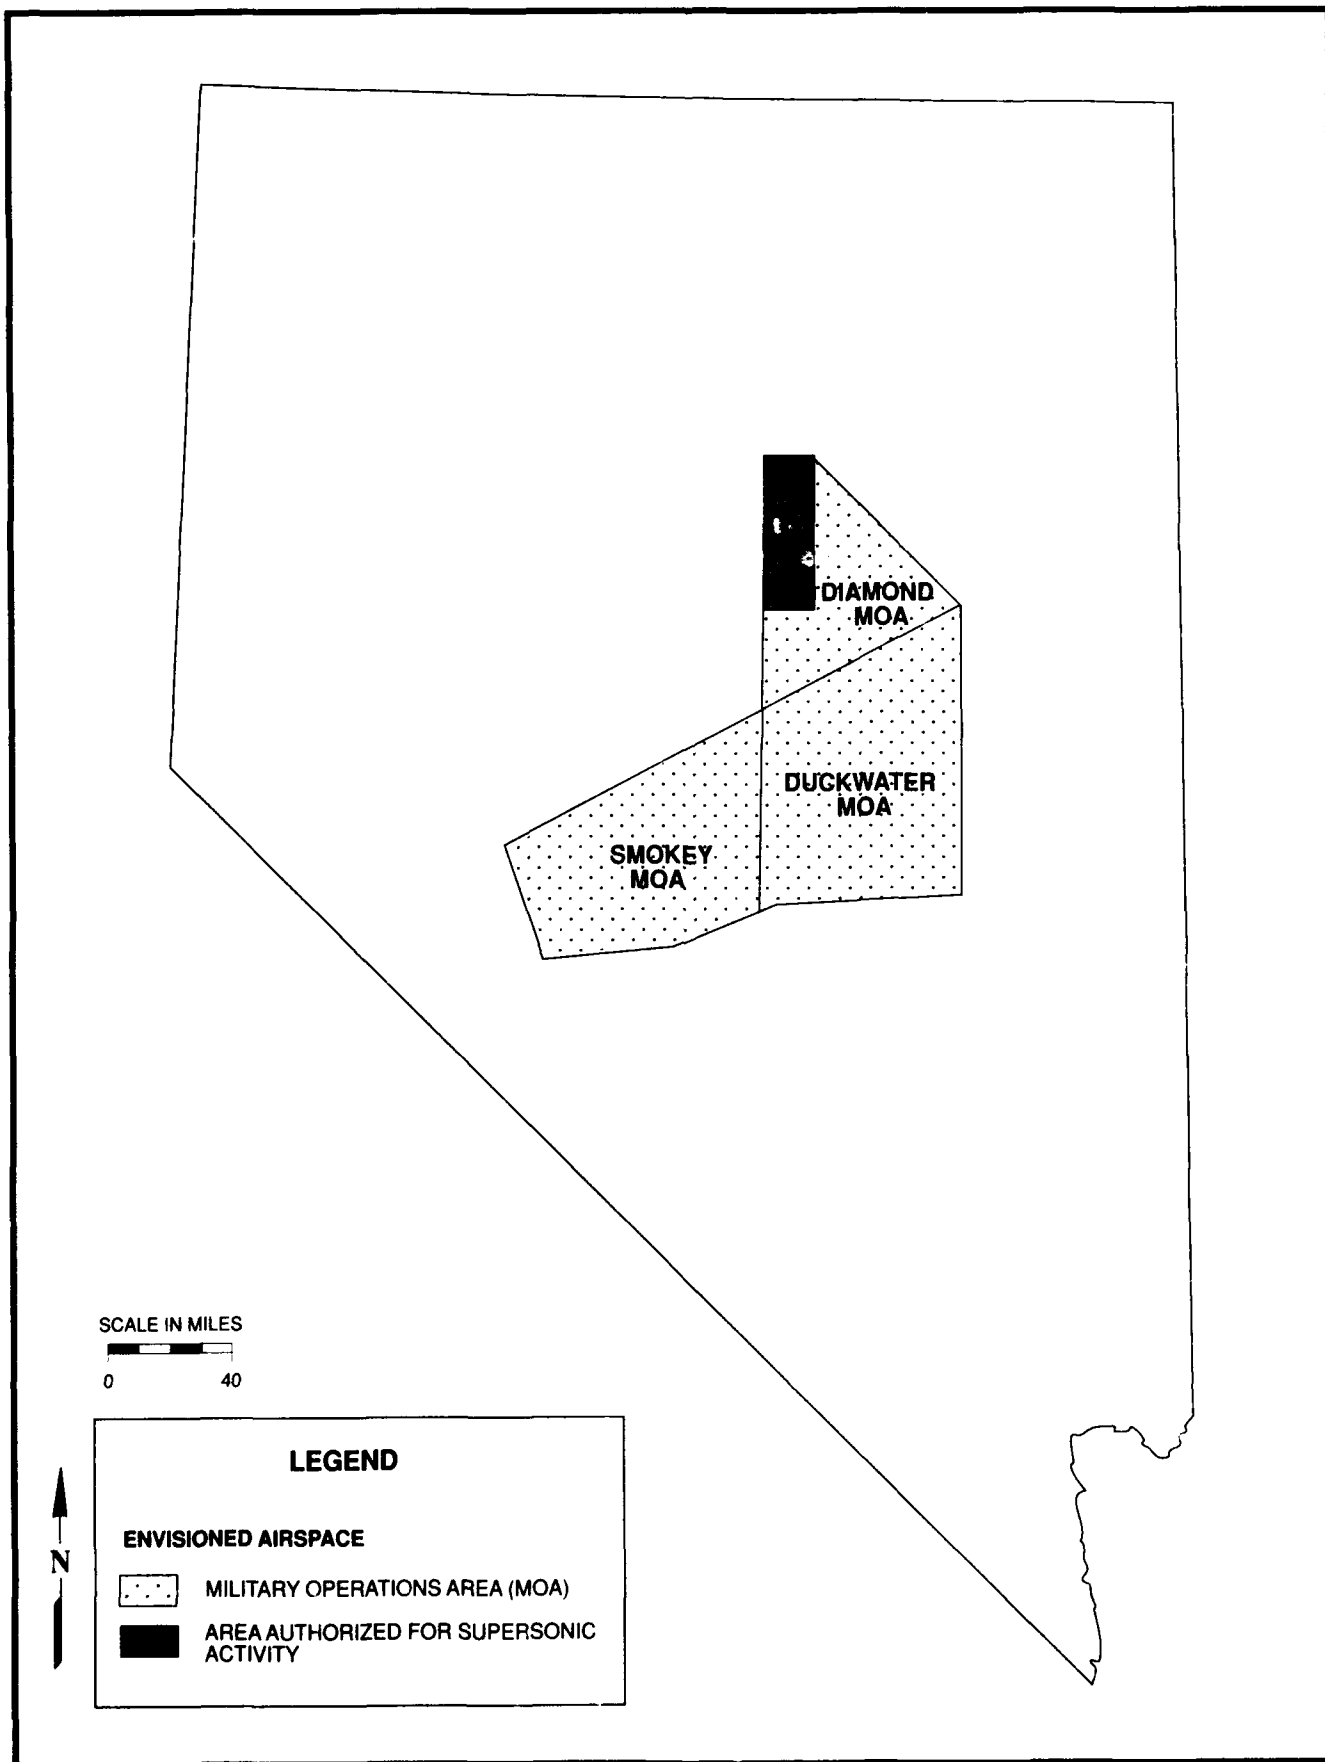 DIAMOND
MOA
DUCKWATER
MOA
SMOKEY
MOA
SCALE IN MILES
0 40
LEGEND
ENVISIONED AIRSPACE
N
MILITARY OPERATIONS AREA (MOA)
AREA AUTHORIZED FOR SUPERSONIC
ACTIVITY